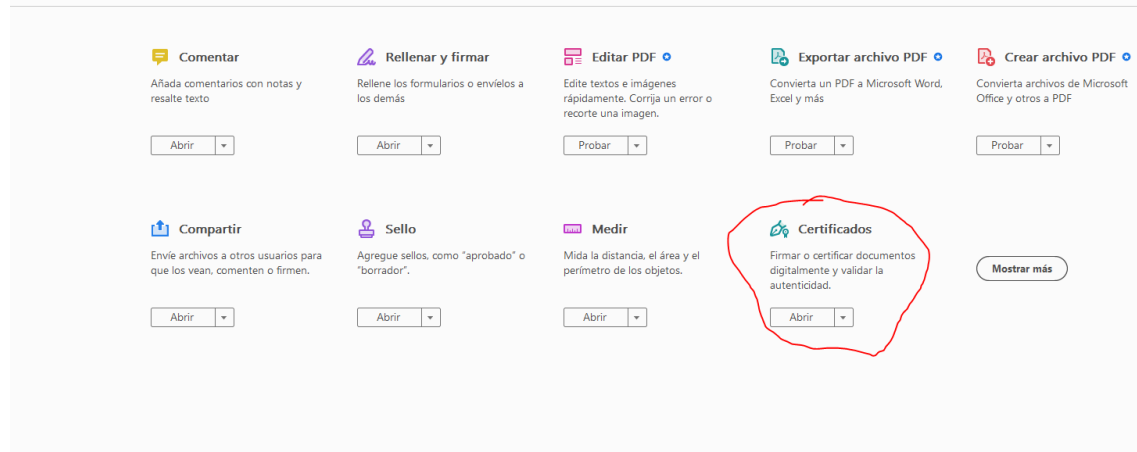 Comentar
Añada comentarios con notas y
resalte texto
Abrir
Rellenar y firmar
Rellene los formularios o envíelos a
los demás
Abrir
Editar PDF
Edite textos e imágenes
rápidamente. Corrija un error o
recorte una imagen.
Probar
Exportar archivo PDF
Convierta un PDF a Microsoft Word,
Excel y más
Probar
Crear archivo PDF
Convierta archivos de Microsoft
Office y otros a PDF
Probar
Compartir
Envíe archivos a otros usuarios para
que los vean, comenten o firmen.
Abrir
Sello
Agregue sellos, como "aprobado" o
"borrador".
Abrir
Medir
Mida la distancia, el área y el
perímetro de los objetos.
Abrir
Certificados
Firmar o certificar documentos
digitalmente y validar la
autenticidad.
Abrir
Mostrar más